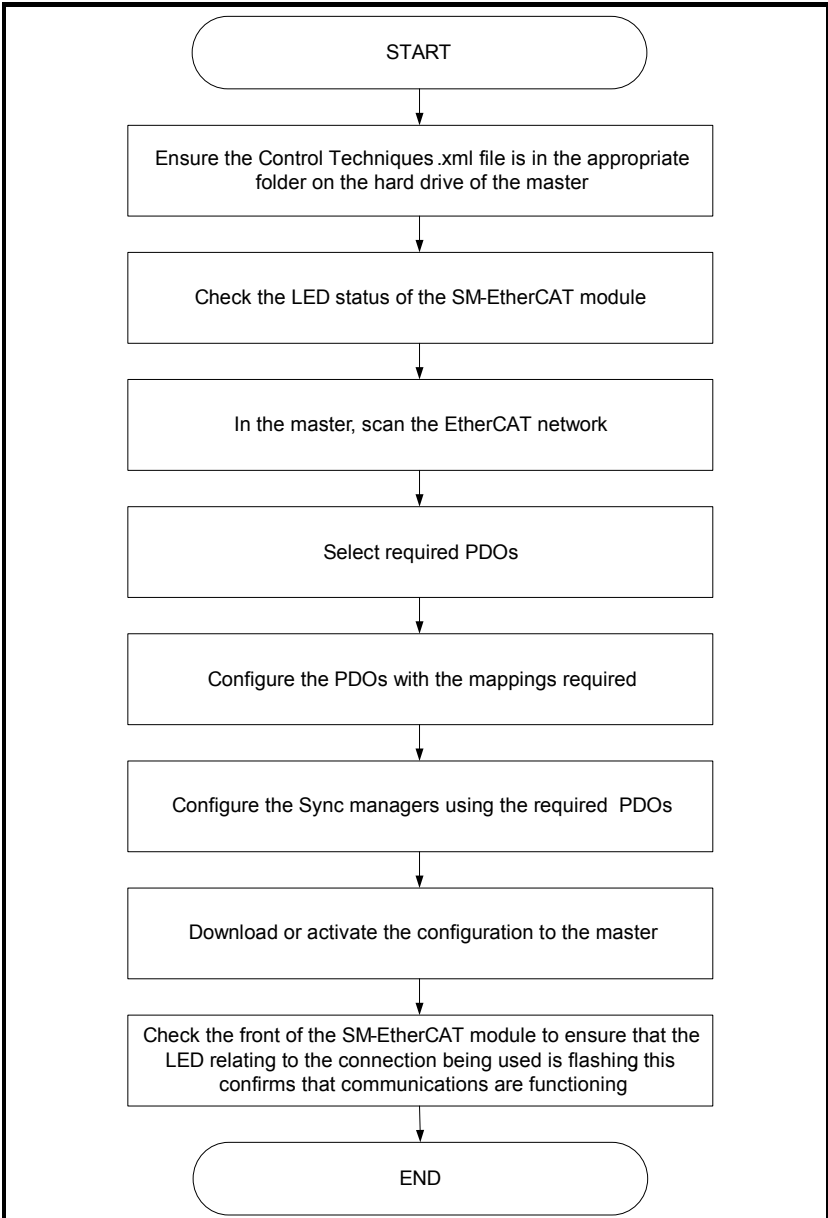 START
Ensure the Control Techniques.xml file is in the appropriate
folder on the hard drive of the master
Check the LED status of the SM-EtherCAT module
In the master, scan the EtherCAT network
Select required PDOs
Configure the PDOs with the mappings required
Configure the Sync managers using the required PDOs
Download or activate the configuration to the master
Check the front of the SM-EtherCAT module to ensure that the
LED relating to the connection being used is flashing this
confirms that communications are functioning
END